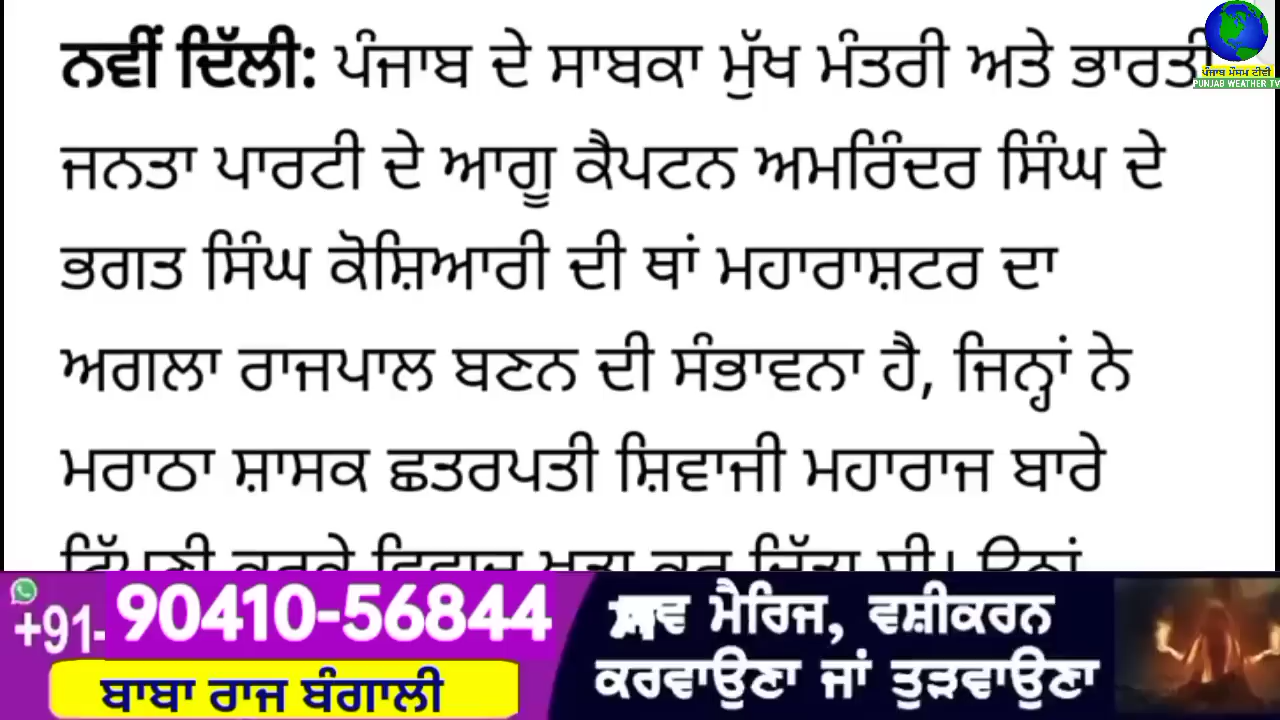 ਨਵੀਂ ਦਿੱਲੀ: ਪੰਜਾਬ ਦੇ ਸਾਬਕਾ ਮੁੱਖ ਮੰਤਰੀ ਅਤੇ ਭਾਰਤੀ
ਪੰਜਾਬ ਮੌਸਮ ਟੀਵੀ
PUNJAB WEATHER TV
ਜਨਤਾ ਪਾਰਟੀ ਦੇ ਆਗੂ ਕੈਪਟਨ ਅਮਰਿੰਦਰ ਸਿੰਘ ਦੇ
ਭਗਤ ਸਿੰਘ ਕੋਸ਼ਿਆਰੀ ਦੀ ਥਾਂ ਮਹਾਰਾਸ਼ਟਰ ਦਾ
ਅਗਲਾ ਰਾਜਪਾਲ ਬਣਨ ਦੀ ਸੰਭਾਵਨਾ ਹੈ, ਜਿਨ੍ਹਾਂ ਨੇ
ਮਰਾਠਾ ਸ਼ਾਸਕ ਛਤਰਪਤੀ ਸ਼ਿਵਾਜੀ ਮਹਾਰਾਜ ਬਾਰੇ
+91- 90410-56844
ਬਾਬਾ ਰਾਜ ਬੰਗਾਲੀ
ਮੈਰਿਜ, ਵਸ਼ੀਕਰਨ
ਕਰਵਾਉਣਾ ਜਾਂ ਤੁੜਵਾਉਣਾ